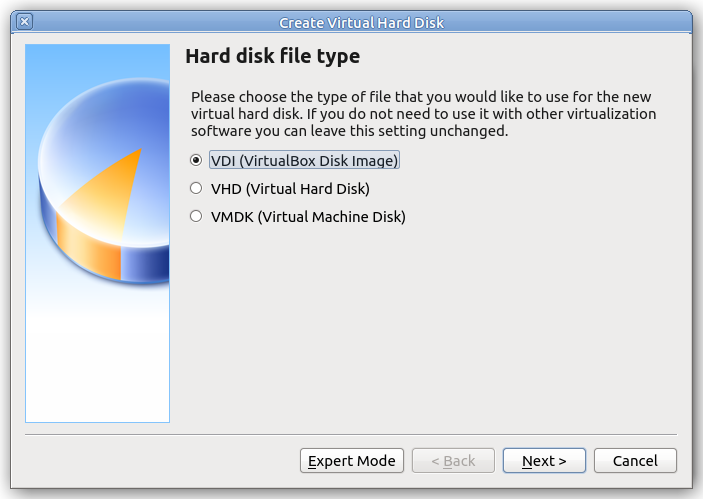 Create Virtual Hard Disk
Hard disk file type
Please choose the type of file that you would like to use for the new
virtual hard disk. If you do not need to use it with other virtualization
software you can leave this setting unchanged.
VDI (VirtualBox Disk Image)
VHD (Virtual Hard Disk)
VMDK (Virtual Machine Disk)
Expert Mode
< Back
Next >
Cancel